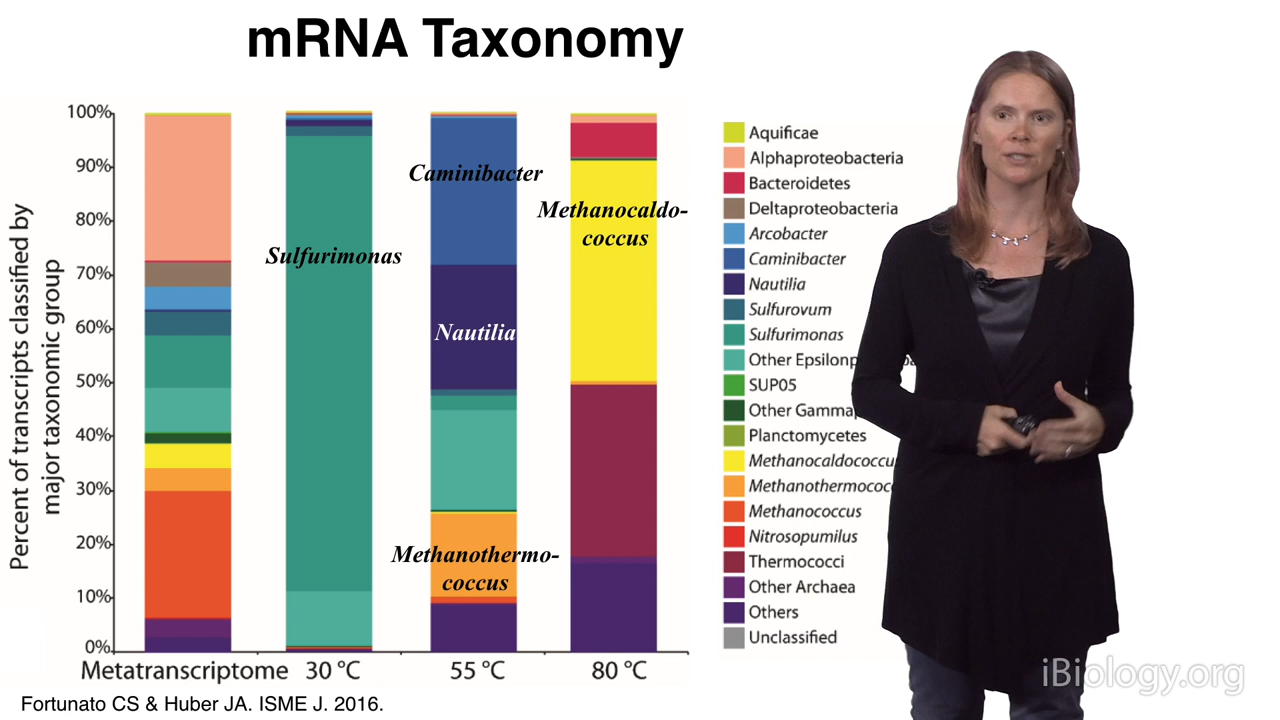 mRNA Taxonomy
Percent of transcripts classified by
major taxonomic group
100%
90%
80%
70%
60%
50%
40%
30%
20%
10%
0%
Sulfurimonas
Caminibacter
Nautilia
Methanothermo-
coccus
Methanocaldo-
coccus
Metatranscriptome 30 °C 55 °C 80 °C
Aquificae
Alphaproteobacteria
Bacteroidetes
Deltaproteobacteria
Arcobacter
Caminibacter
Nautilia
Sulfurovum
Sulfurimonas
Other
SUP05
Other
Planctomycetes
Methanococcus
Nitrosopumilus
Thermococci
Other Archaea
Others
Unclassified
Fortunato CS & Huber JA. ISME J. 2016.
iBiology.org